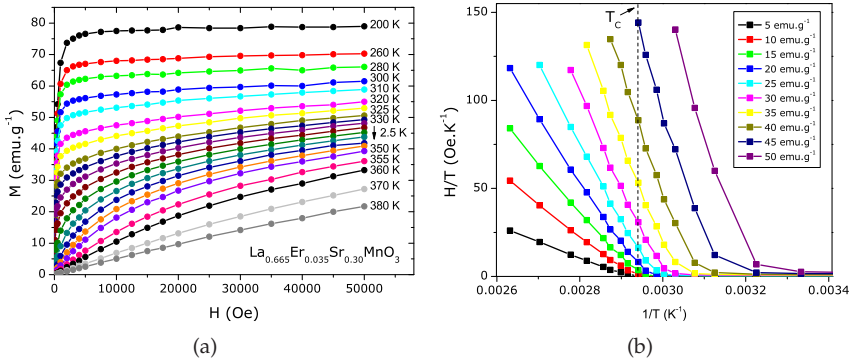 80
70
60
50
40
30
20
10
0
M (emu.g⁻¹)
200 K
260 K
280 K
300 K
310 K
320 K
325 K
330 K
2.5 K
350 K
355 K
360 K
370 K
380 K
La₀.₆₆₅Er₀.₀₃₅Sr₀.₃₀MnO₃
0 10000 20000 30000 40000 50000
H (Oe)
(a)
T_C
150
100
50
0
H/T (Oe.K⁻¹)
5 emu.g⁻¹
10 emu.g⁻¹
15 emu.g⁻¹
20 emu.g⁻¹
25 emu.g⁻¹
30 emu.g⁻¹
35 emu.g⁻¹
40 emu.g⁻¹
45 emu.g⁻¹
50 emu.g⁻¹
0.0026 0.0028 0.0030 0.0032 0.0034
1/T (K⁻¹)
(b)